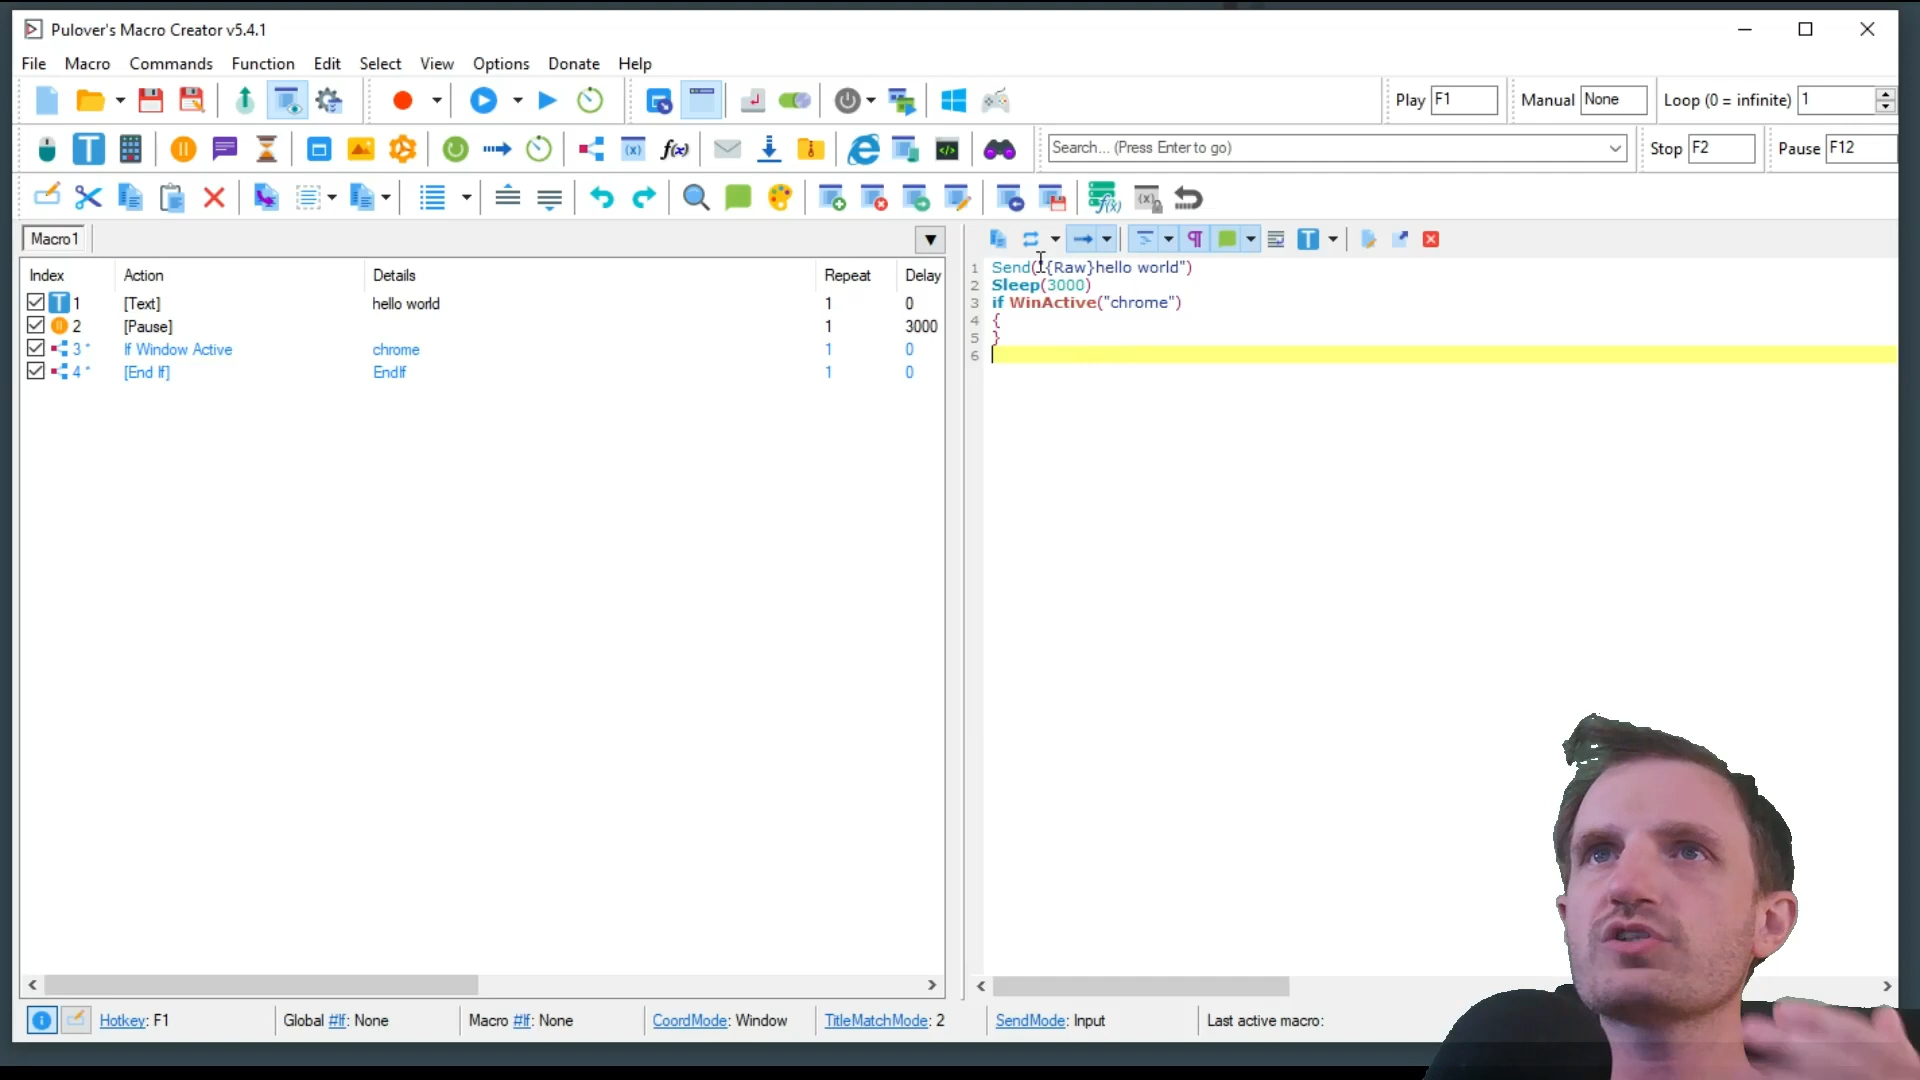 Pulover's Macro Creator v5.4.1
File Macro Commands Function Edit Select View Options Donate Help
Play F1 Manual None Loop (0 = infinite) 1
Search... (Press Enter to go) Stop F2 Pause F12
Macro1
Index Action Details Repeat Delay
1 [Text] hello world 1 0
2 [Pause] 1 3000
3 * If Window Active chrome 1 0
4 * [End If] EndIf 1 0
1 Send("{Raw}hello world")
2 Sleep(3000)
3 if WinActive("chrome")
4 {
5 }
6
Hotkey: F1 Global #If: None Macro #If: None CoordMode: Window TitleMatchMode: 2 SendMode: Input Last active macro: